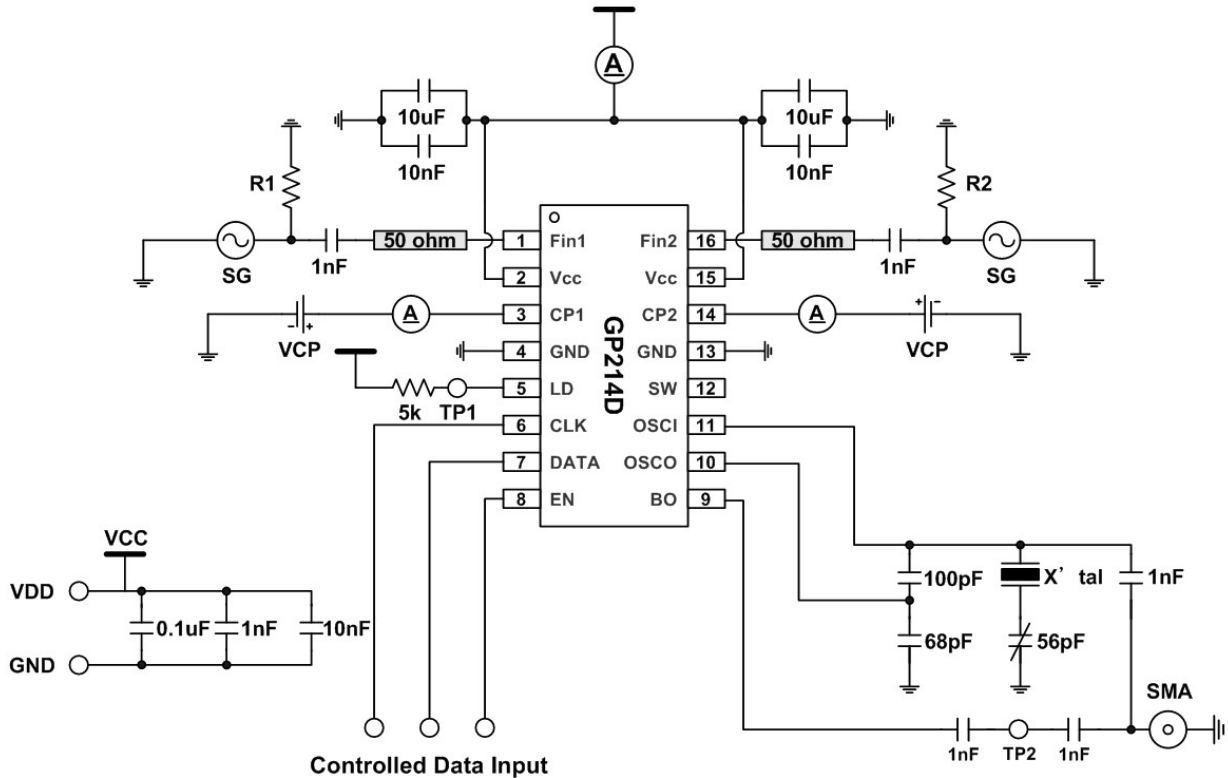 A
10uF
10nF
10uF
10nF
R1
R2
SG
1nF
50 ohm
1
Fin1
Fin2
16
50 ohm
1nF
SG
2
Vcc
Vcc
15
VCP
-
+
A
3
CP1
CP2
14
A
+
-
VCP
4
GND
GND
13
GP214D
5k
TP1
5
LD
SW
12
6
CLK
OSCI
11
7
DATA
OSCO
10
8
EN
BO
9
VCC
VDD
0.1uF
1nF
10nF
GND
100pF
X' tal
1nF
68pF
56pF
SMA
1nF
TP2
1nF
Controlled Data Input